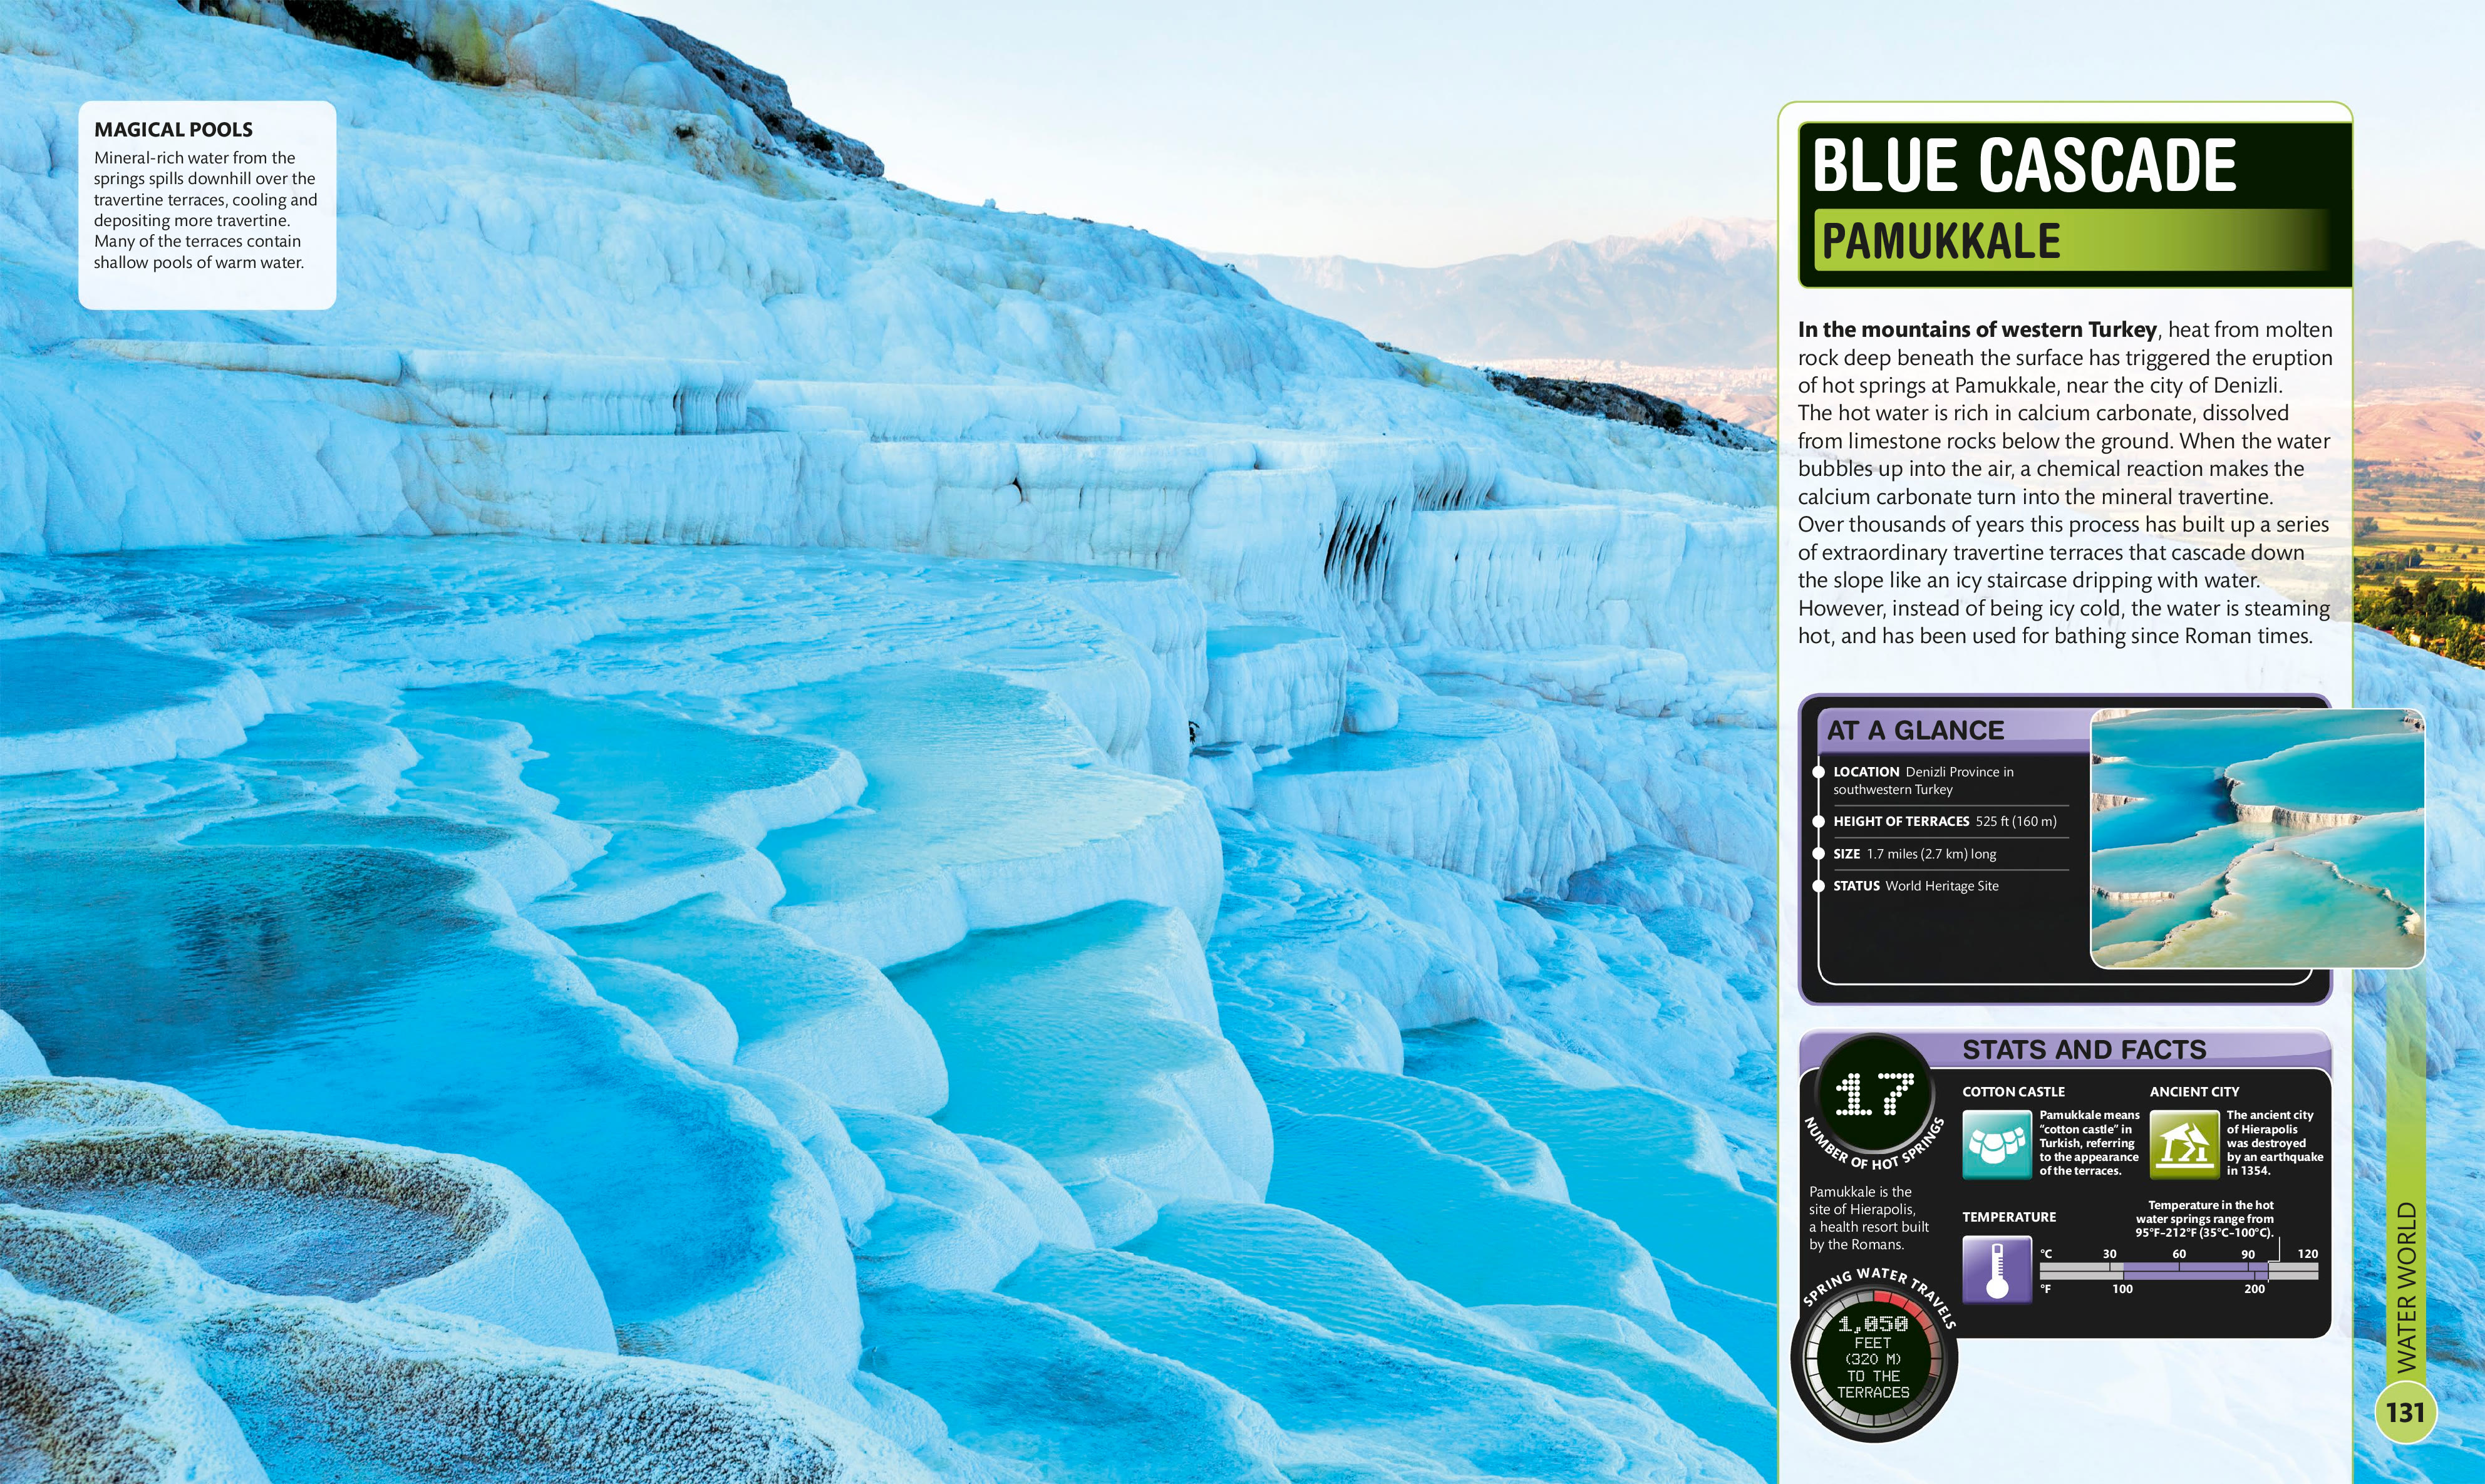 MAGICAL POOLS
Mineral-rich water from the
springs spills downhill over the
travertine terraces, cooling and
depositing more travertine.
Many of the terraces contain
shallow pools of warm water.
BLUE CASCADE
PAMUKKALE
In the mountains of western Turkey, heat from molten
rock deep beneath the surface has triggered the eruption
of hot springs at Pamukkale, near the city of Denizli.
The hot water is rich in calcium carbonate, dissolved
from limestone rocks below the ground. When the water
bubbles up into the air, a chemical reaction makes the
calcium carbonate turn into the mineral travertine.
Over thousands of years this process has built up a series
of extraordinary travertine terraces that cascade down
the slope like an icy staircase dripping with water.
However, instead of being icy cold, the water is steaming
hot, and has been used for bathing since Roman times.
AT A GLANCE
LOCATION Denizli Province in
southwestern Turkey
HEIGHT OF TERRACES 525 ft (160 m)
SIZE 1.7 miles (2.7 km) long
STATUS World Heritage Site
STATS AND FACTS
17
NUMBER OF HOT SPRINGS
Pamukkale is the
site of Hierapolis,
a health resort built
by the Romans.
SPRING WATER TRAVELS
1,050
FEET
(320 M)
TO THE
TERRACES
COTTON CASTLE
Pamukkale means
“cotton castle” in
Turkish, referring
to the appearance
of the terraces.
ANCIENT CITY
The ancient city
of Hierapolis
was destroyed
by an earthquake
in 1354.
TEMPERATURE
Temperature in the hot
water springs range from
95°F–212°F (35°C–100°C).
°C 30 60 90 120
°F 100 200
WATER WORLD
131